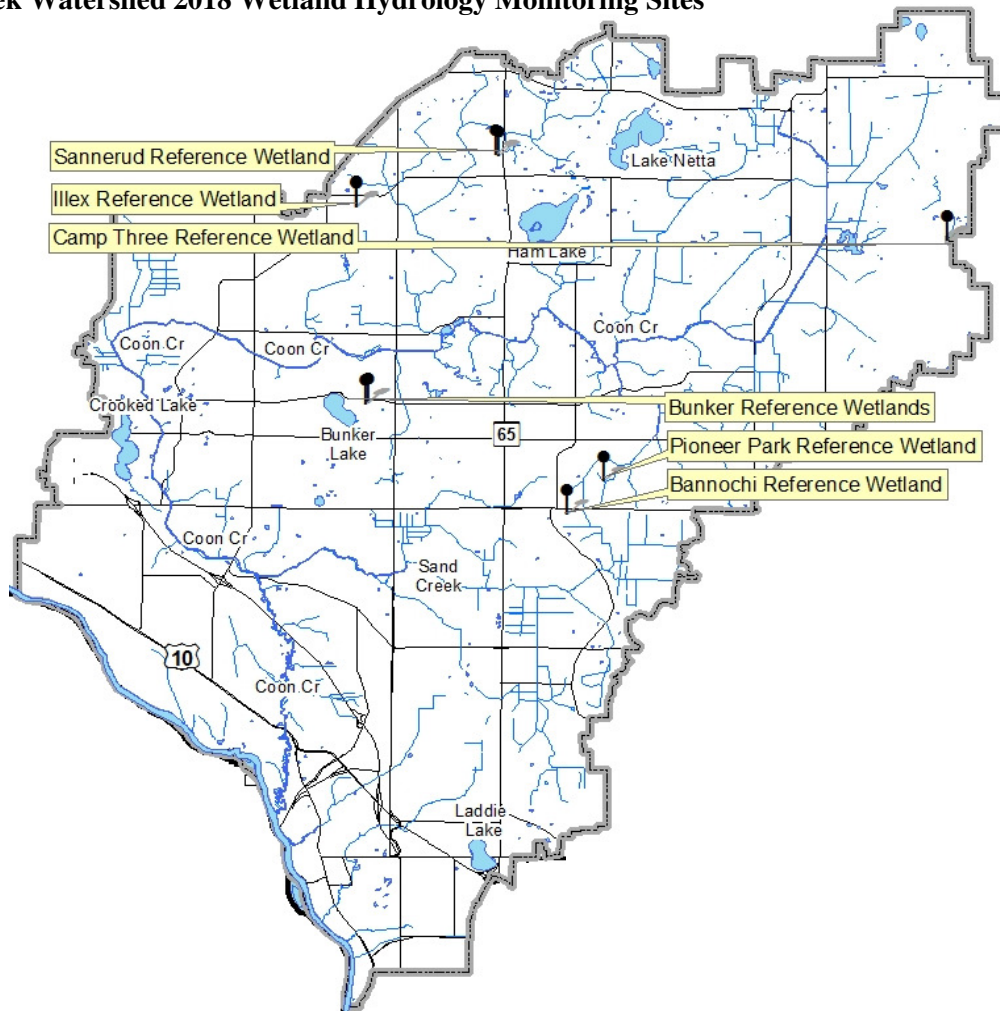 ek Watershed 2018 Wetland Hydrology Monitoring Sites
Sannerud Reference Wetland
Lake Netta
Illex Reference Wetland
Camp Three Reference Wetland
Ham Lake
Coon Cr
Coon Cr
Coon Cr
Crooked Lake
Bunker Reference Wetlands
Bunker
Lake
65
Pioneer Park Reference Wetland
Bannochi Reference Wetland
Coon Cr
Sand
Creek
10
Coon Cr
Laddie
Lake